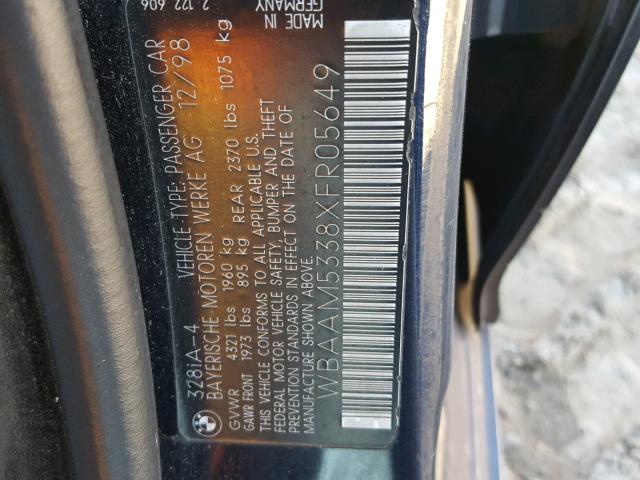 328iA-4 VEHICLE TYPE: PASSENGER CAR
BAYERISCHE MOTOREN WERKE AG 12/98
GVWR 4321 lbs 1960 kg
GAWR FRONT 1973 lbs 895 kg REAR 2370 lbs 1075 kg
THIS VEHICLE CONFORMS TO ALL APPLICABLE
FEDERAL MOTOR VEHICLE SAFETY, BUMPER AND THEFT
PREVENTION STANDARDS IN EFFECT ON THE DATE OF
MANUFACTURE SHOWN ABOVE.
WBAAM5338XFR05649
2 122 606
GERMANY